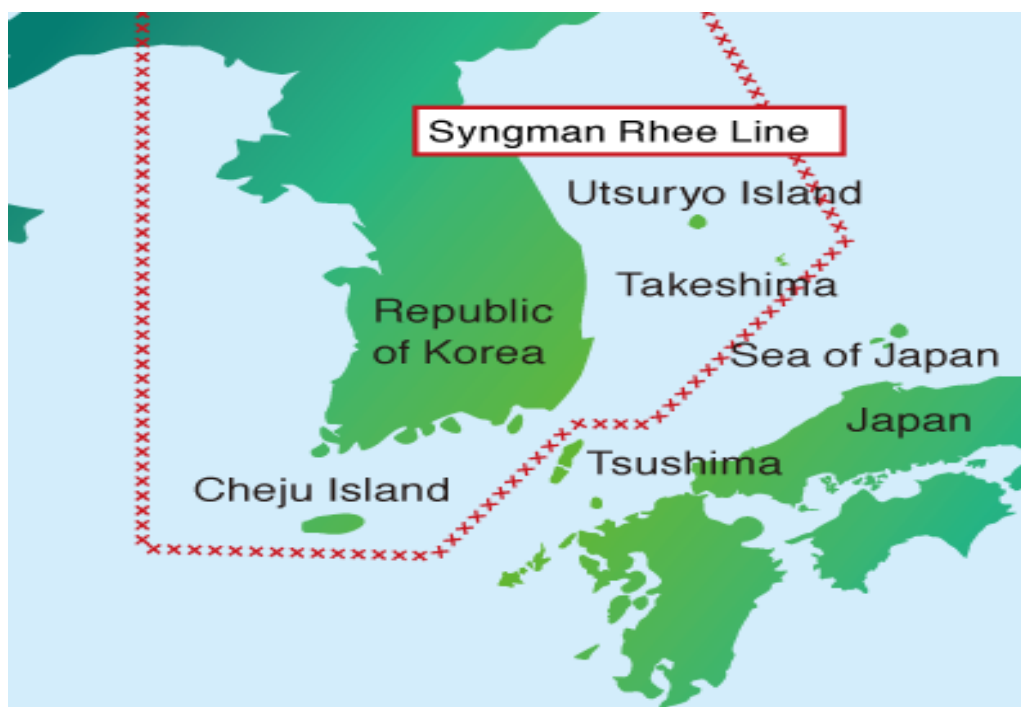 Syngman Rhee Line
Utsuryo Island
Takeshima
Republic
of Korea
Sea of Japan
Japan
Tsushima
Cheju Island